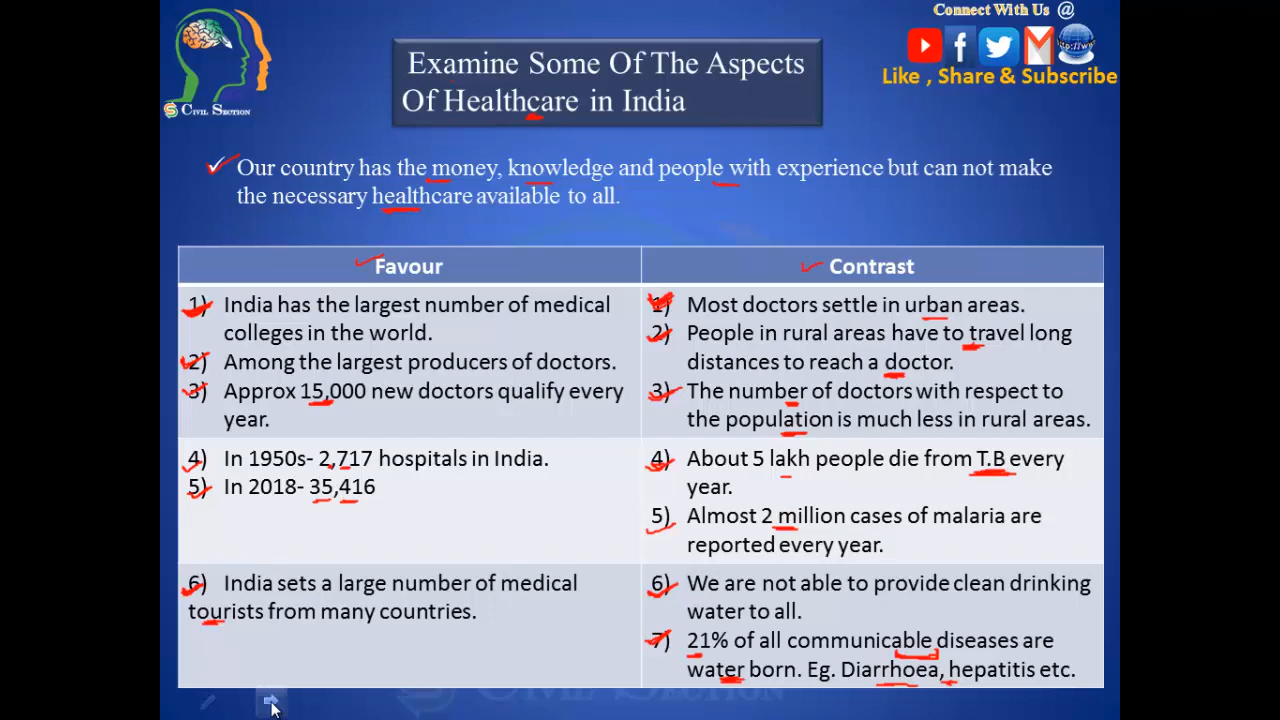 Connect With Us @
http://ww
Like , Share & Subscribe
CIVIL SECTION
Examine Some Of The Aspects
Of Healthcare in India
Our country has the money, knowledge and people with experience but can not make
the necessary healthcare available to all.
Favour
1) India has the largest number of medical
colleges in the world.
2) Among the largest producers of doctors.
3) Approx 15,000 new doctors qualify every
year.
4) In 1950s- 2,717 hospitals in India.
5) In 2018- 35,416
6) India sets a large number of medical
tourists from many countries.
Contrast
1) Most doctors settle in urban areas.
2) People in rural areas have to travel long
distances to reach a doctor.
3) The number of doctors with respect to
the population is much less in rural areas.
4) About 5 lakh people die from T.B every
year.
5) Almost 2 million cases of malaria are
reported every year.
6) We are not able to provide clean drinking
water to all.
7) 21% of all communicable diseases are
water born. Eg. Diarrhoea, hepatitis etc.
CIVIL SECTION